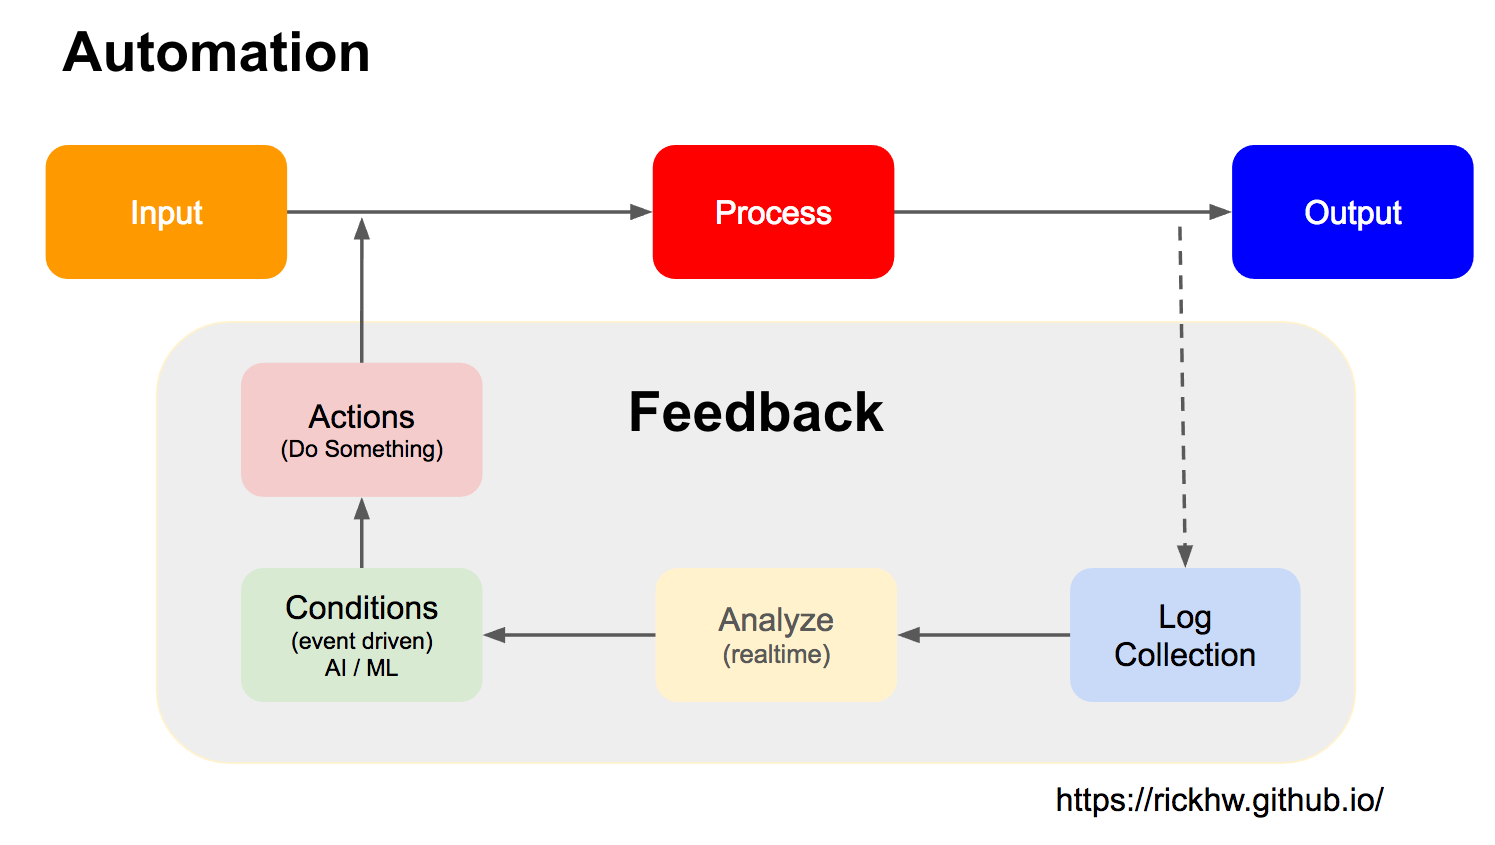 Automation
Input
Process
Output
Feedback
Actions
(Do Something)
Conditions
(event driven)
AI / ML
Analyze
(realtime)
Log
Collection
https://rickhw.github.io/